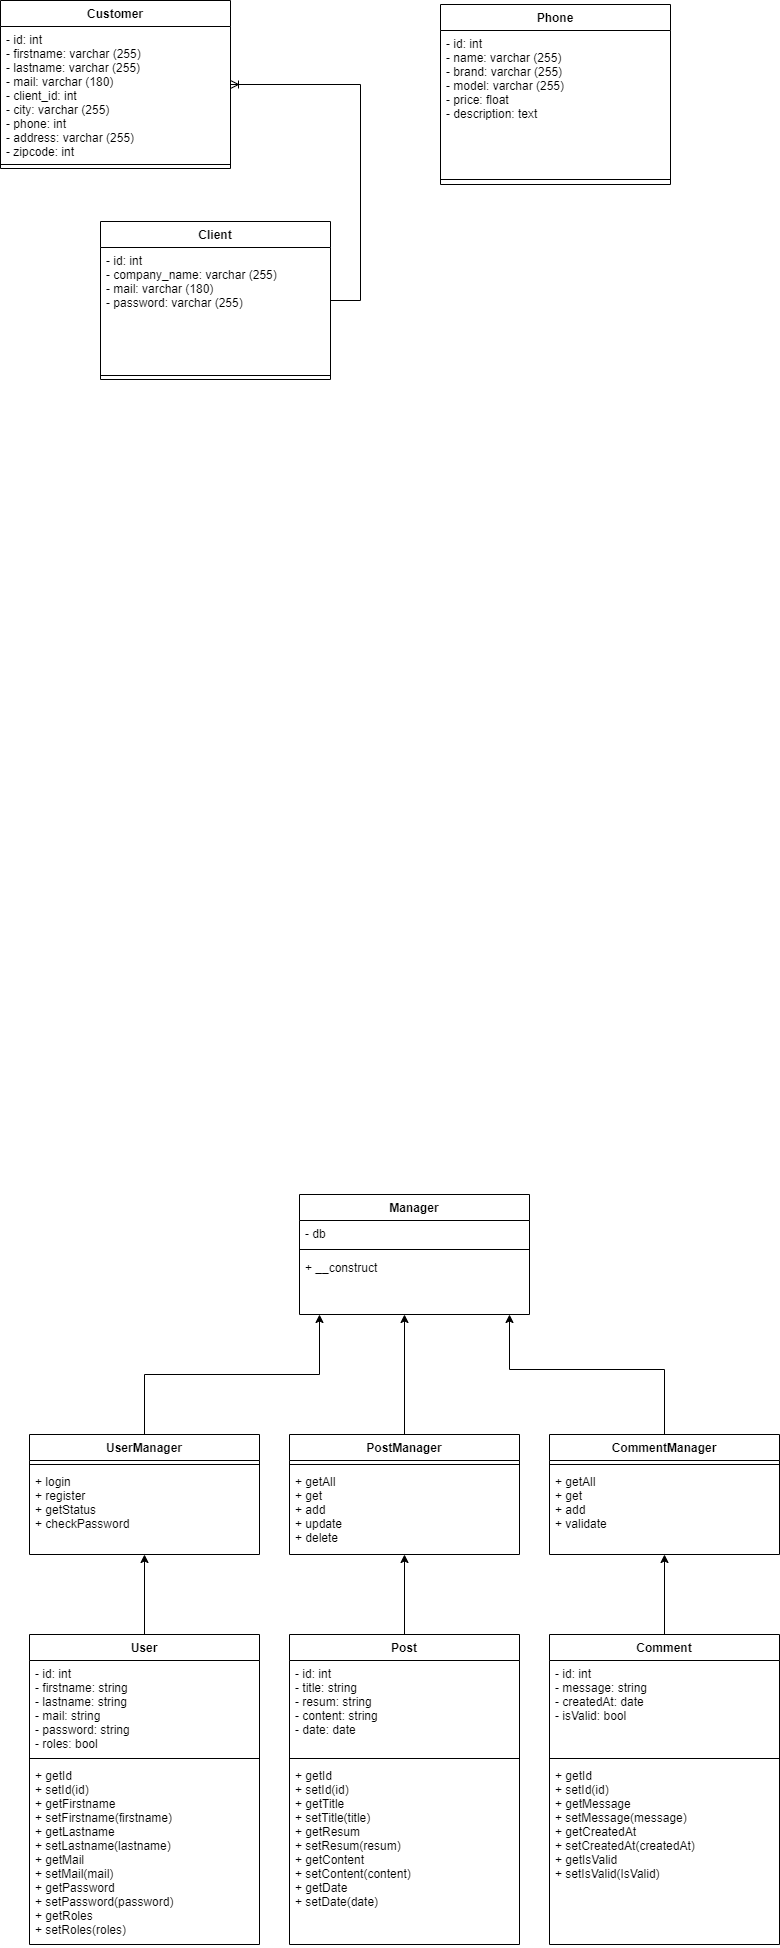 Customer
- id: int
- firstname: varchar (255)
- lastname: varchar (255)
- mail: varchar (180)
- client_id: int
- city: varchar (255)
- phone: int
- address: varchar (255)
- zipcode: int
Phone
- id: int
- name: varchar (255)
- brand: varchar (255)
- model: varchar (255)
- price: float
- description: text
Client
- id: int
- company_name: varchar (255)
- mail: varchar (180)
- password: varchar (255)
Manager
- db
+ __construct
UserManager
+ login
+ register
+ getStatus
+ checkPassword
PostManager
+ getAll
+ get
+ add
+ update
+ delete
CommentManager
+ getAll
+ get
+ add
+ validate
User
- id: int
- firstname: string
- lastname: string
- mail: string
- password: string
- roles: bool
+ getId
+ setId(id)
+ getFirstname
+ setFirstname(firstname)
+ getLastname
+ setLastname(lastname)
+ getMail
+ setMail(mail)
+ getPassword
+ setPassword(password)
+ getRoles
+ setRoles(roles)
Post
- id: int
- title: string
- resum: string
- content: string
- date: date
+ getId
+ setId(id)
+ getTitle
+ setTitle(title)
+ getResum
+ setResum(resum)
+ getContent
+ setContent(content)
+ getDate
+ setDate(date)
Comment
- id: int
- message: string
- createdAt: date
- isValid: bool
+ getId
+ setId(id)
+ getMessage
+ setMessage(message)
+ getCreatedAt
+ setCreatedAt(createdAt)
+ getIsValid
+ setIsValid(IsValid)